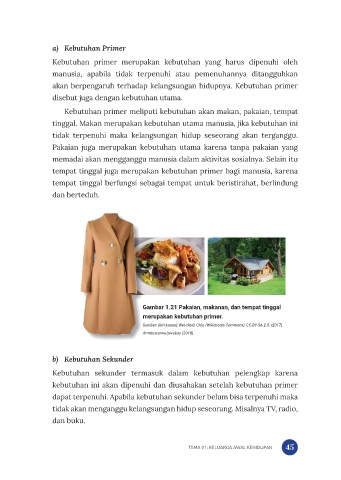 a) Kebutuhan Primer
Kebutuhan primer merupakan kebutuhan yang harus dipenuhi oleh
manusia, apabila tidak terpenuhi atau pemenuhannya ditangguhkan
akan berpengaruh terhadap kelangsungan hidupnya. Kebutuhan primer
disebut juga dengan kebutuhan utama.
Kebutuhan primer meliputi kebutuhan akan makan, pakaian, tempat
tinggal. Makan merupakan kebutuhan utama manusia, jika kebutuhan ini
tidak terpenuhi maka kelangsungan hidup seseorang akan terganggu.
Pakaian juga merupakan kebutuhan utama karena tanpa pakaian yang
memadai akan mengganggu manusia dalam aktivitas sosialnya. Selain itu
tempat tinggal juga merupakan kebutuhan primer bagi manusia, karena
tempat tinggal berfungsi sebagai tempat untuk beristirahat, berlindung
dan berteduh.
Gambar 1.21 Pakaian, makanan, dan tempat tinggal
merupakan kebutuhan primer.
CC-BY-SA 2.0, (2017)
(2016)
b) Kebutuhan Sekunder
Kebutuhan sekunder termasuk dalam kebutuhan pelengkap karena
kebutuhan ini akan dipenuhi dan diusahakan setelah kebutuhan primer
dapat terpenuhi. Apabila kebutuhan sekunder belum bisa terpenuhi maka
tidak akan menganggu kelangsungan hidup seseorang. Misalnya TV, radio,
dan buku.
TEMA 01: KELUARGA AWAL KEHIDUPAN 45